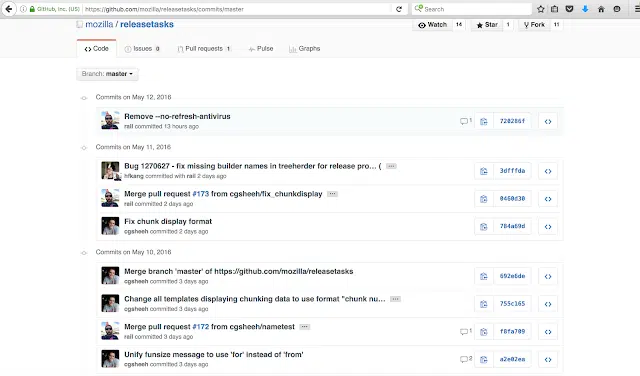 GitHub, Inc. (US)
https://github.com/mozilla/releasetasks/commits/master
Search
mozilla / releasetasks
Watch 14
Star 1
Fork 11
Code
Issues 0
Pull requests 1
Pulse
Graphs
Branch: master
Commits on May 12, 2016
Remove --no-refresh-antivirus
1
720286f
rail committed 13 hours ago
Commits on May 11, 2016
Bug 1270627 - fix missing builder names in treeherder for release pro… (
3dfffda
hfkang committed with rail 2 days ago
Merge pull request #173 from cgsheeh/fix_chunkdisplay
0460d30
rail committed 2 days ago
Fix chunk display format
784a69d
cgsheeh committed 2 days ago
Commits on May 10, 2016
Merge branch 'master' of https://github.com/mozilla/releasetasks
692e6de
cgsheeh committed 3 days ago
Change all templates displaying chunking data to use format "chunk nu…
755c165
cgsheeh committed 3 days ago
Merge pull request #172 from cgsheeh/nametest
1
f8fa709
rail committed 3 days ago
Unify funsize message to use 'for' instead of 'from'
2
a2e02ea
cgsheeh committed 3 days ago